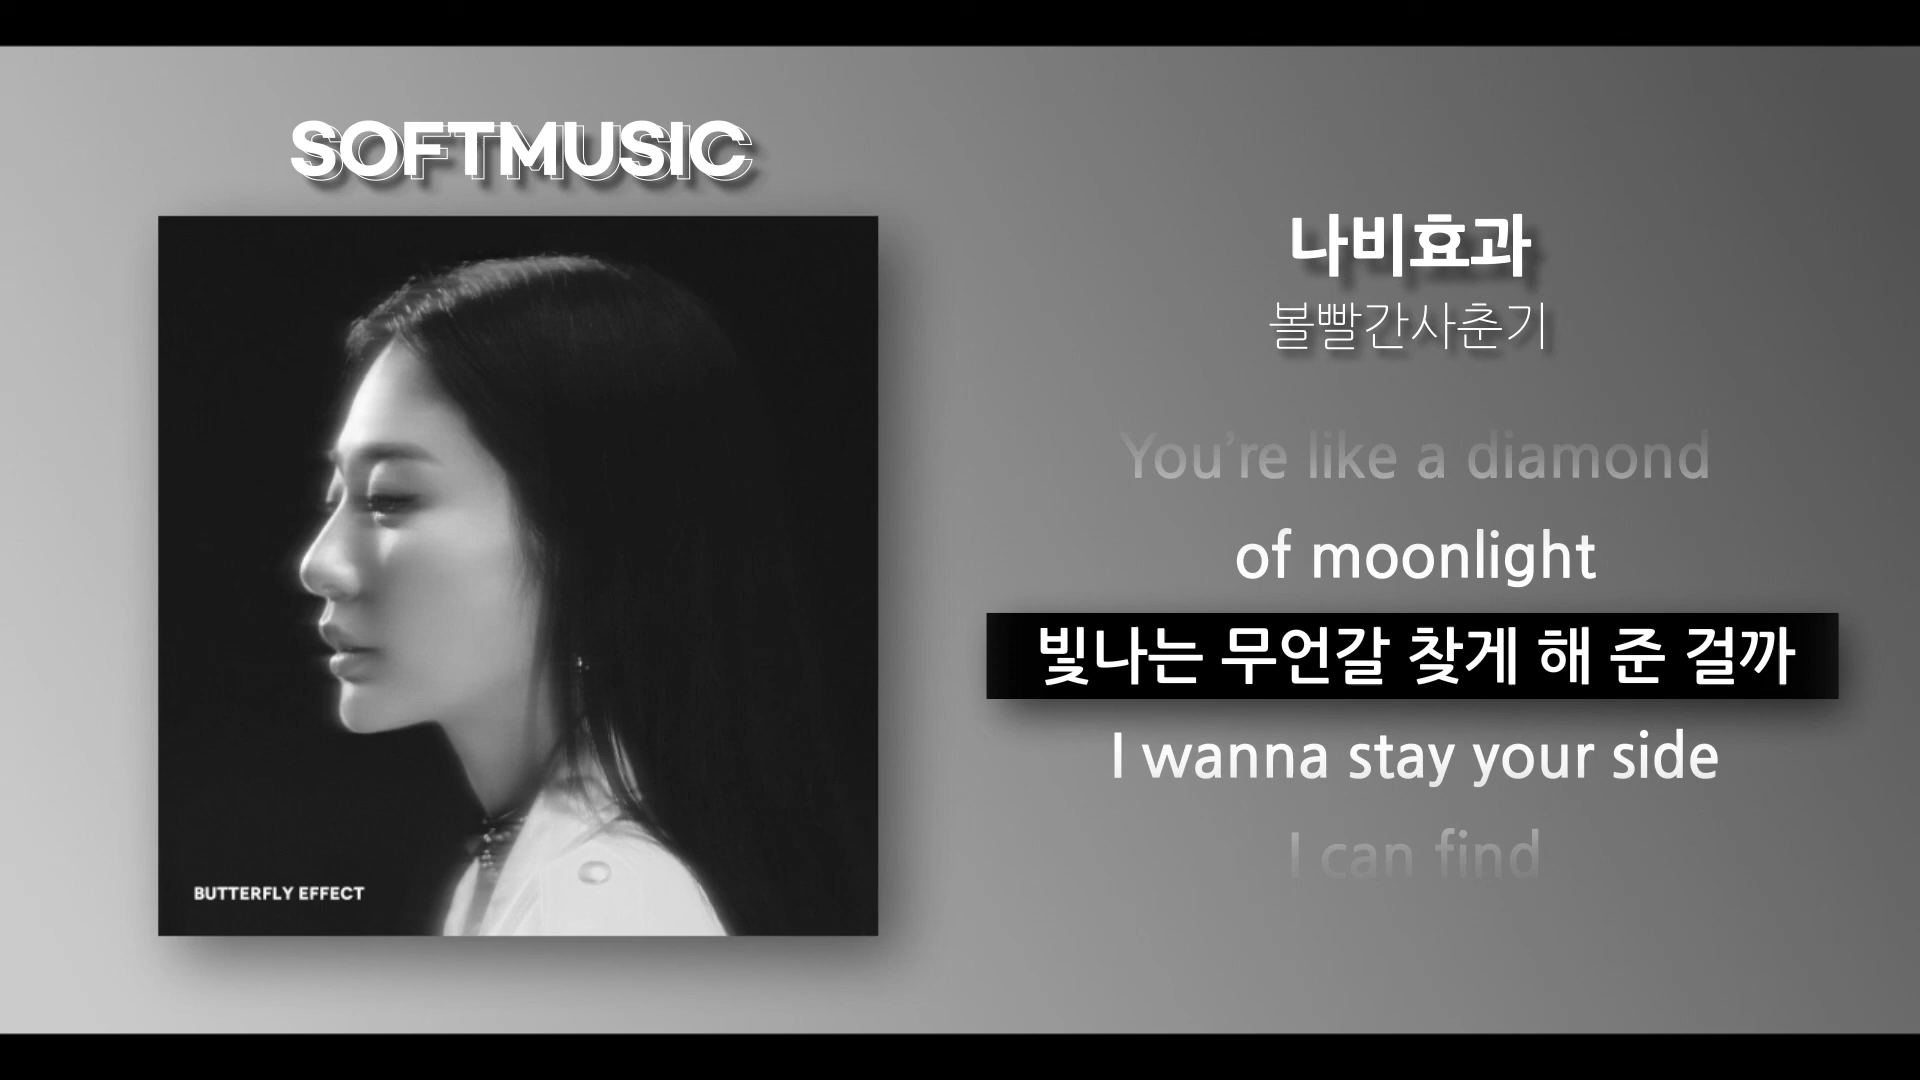 SOFTMUSIC
BUTTERFLY EFFECT
나비효과
볼빨간사춘기
You're like a diamond
of moonlight
빛나는 무언갈 찾게 해 준 걸까
I wanna stay your side
I can find